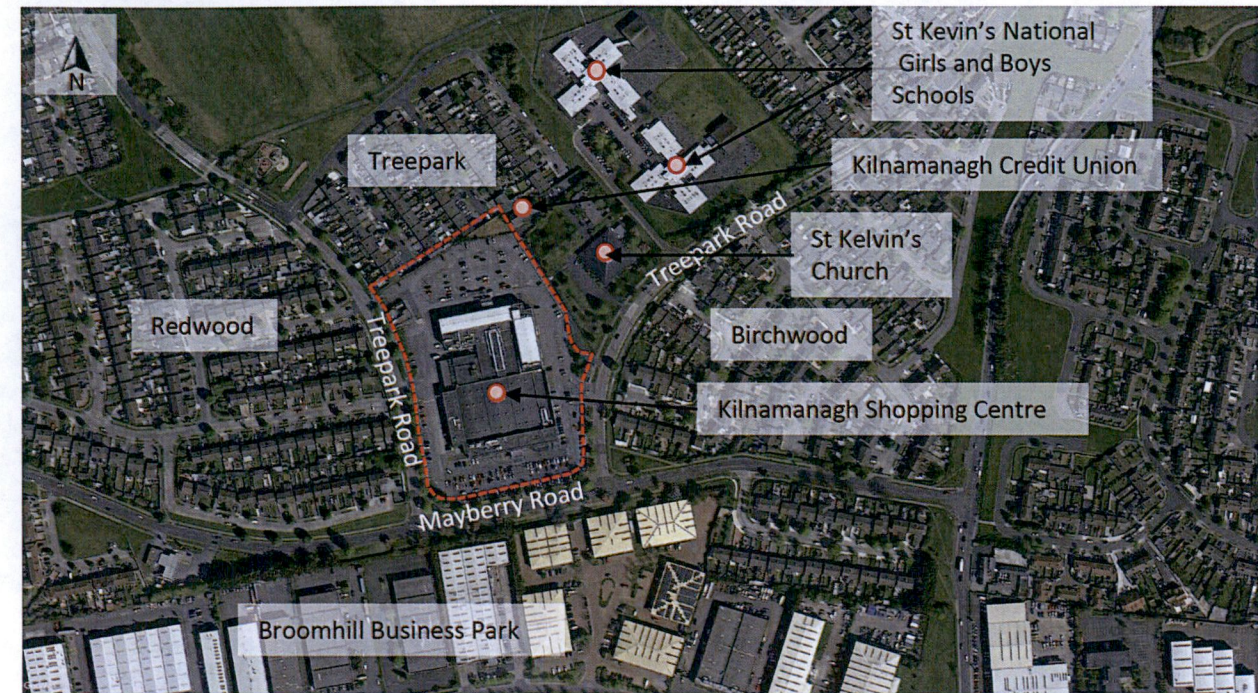 N
St Kevin's National
Girls and Boys
Schools
Treepark
Kilnamanagh Credit Union
Treepark Road
St Kelvin's
Church
Redwood
Birchwood
Treepark Road
Kilnamanagh Shopping Centre
Mayberry Road
Broomhill Business Park